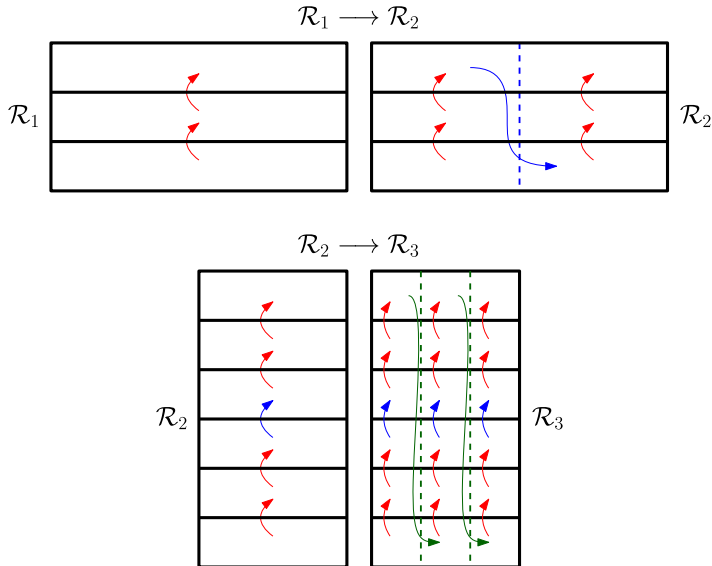 ℛ₁ ⟶ ℛ₂
ℛ₁ ℛ₂
ℛ₂ ⟶ ℛ₃
ℛ₂ ℛ₃